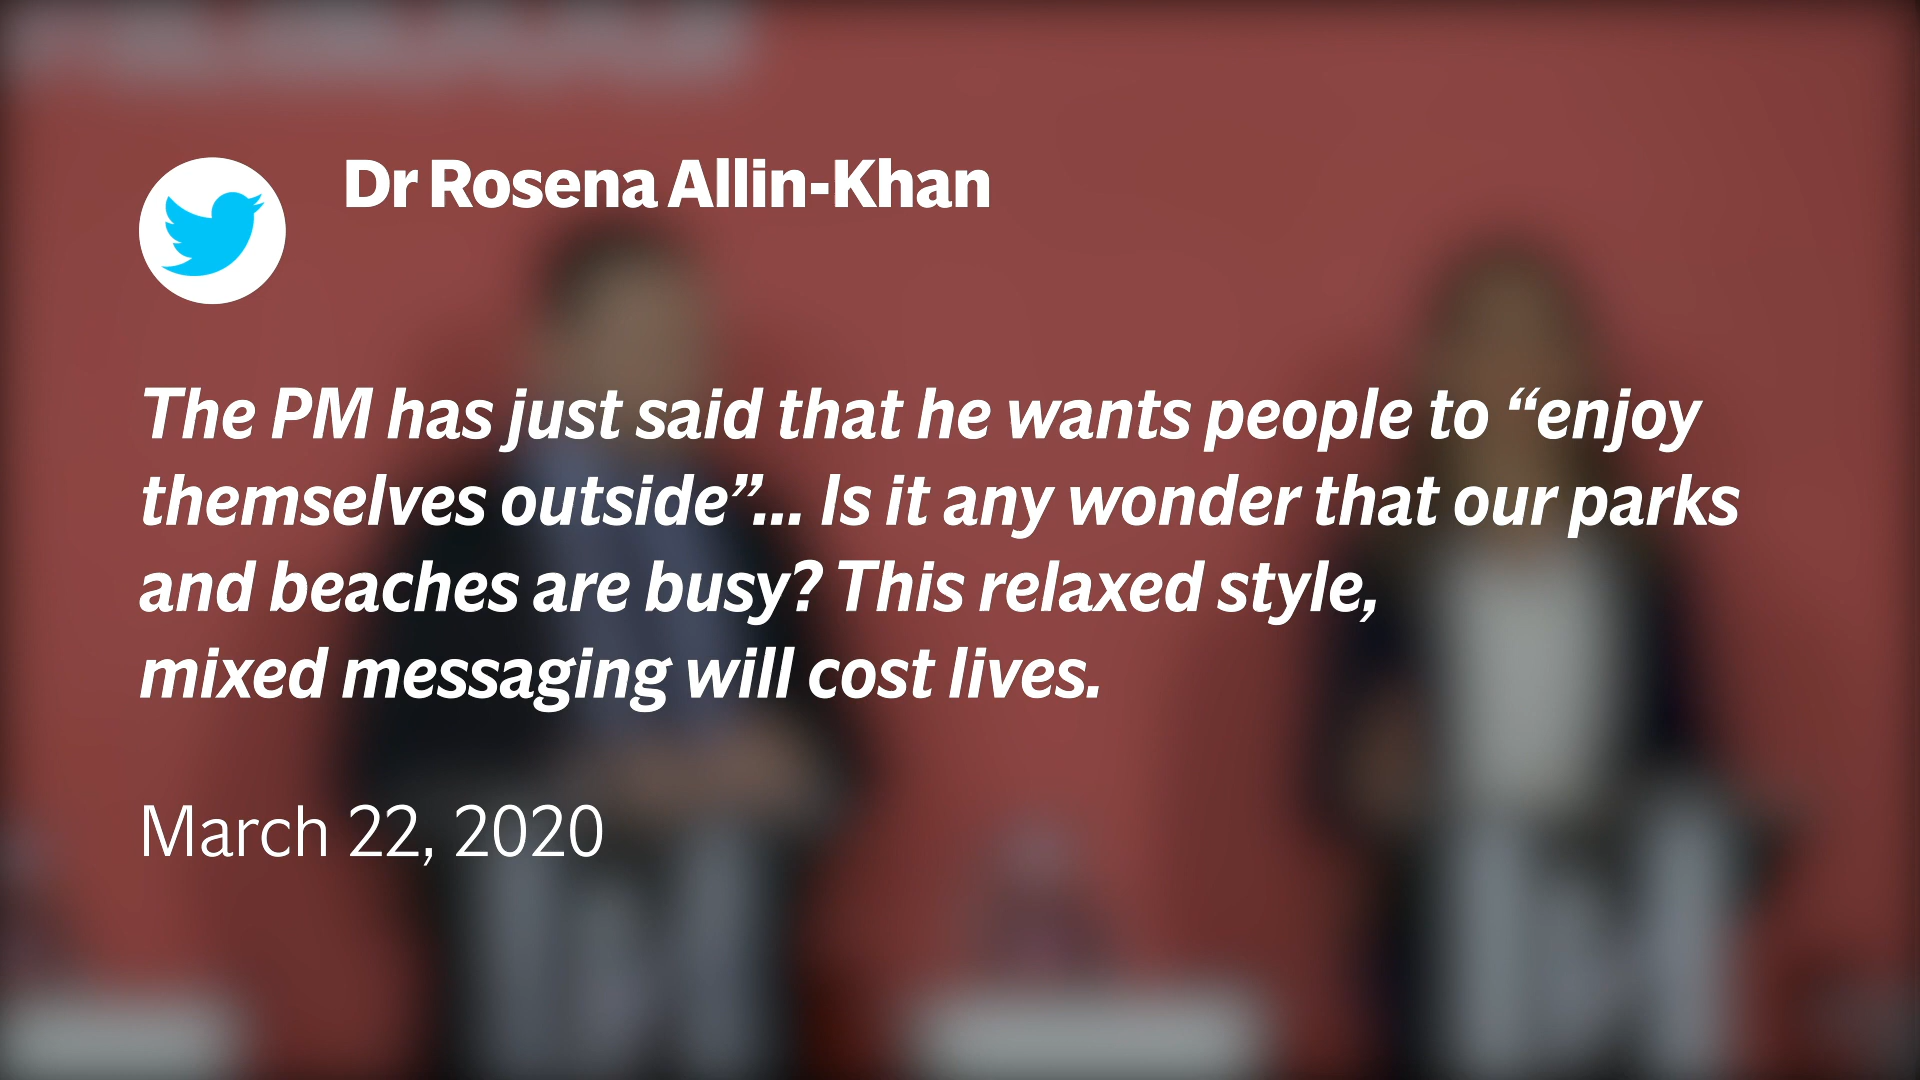 Dr Rosena Allin-Khan
The PM has just said that he wants people to “enjoy
themselves outside”... Is it any wonder that our parks
and beaches are busy? This relaxed style,
mixed messaging will cost lives.
March 22, 2020